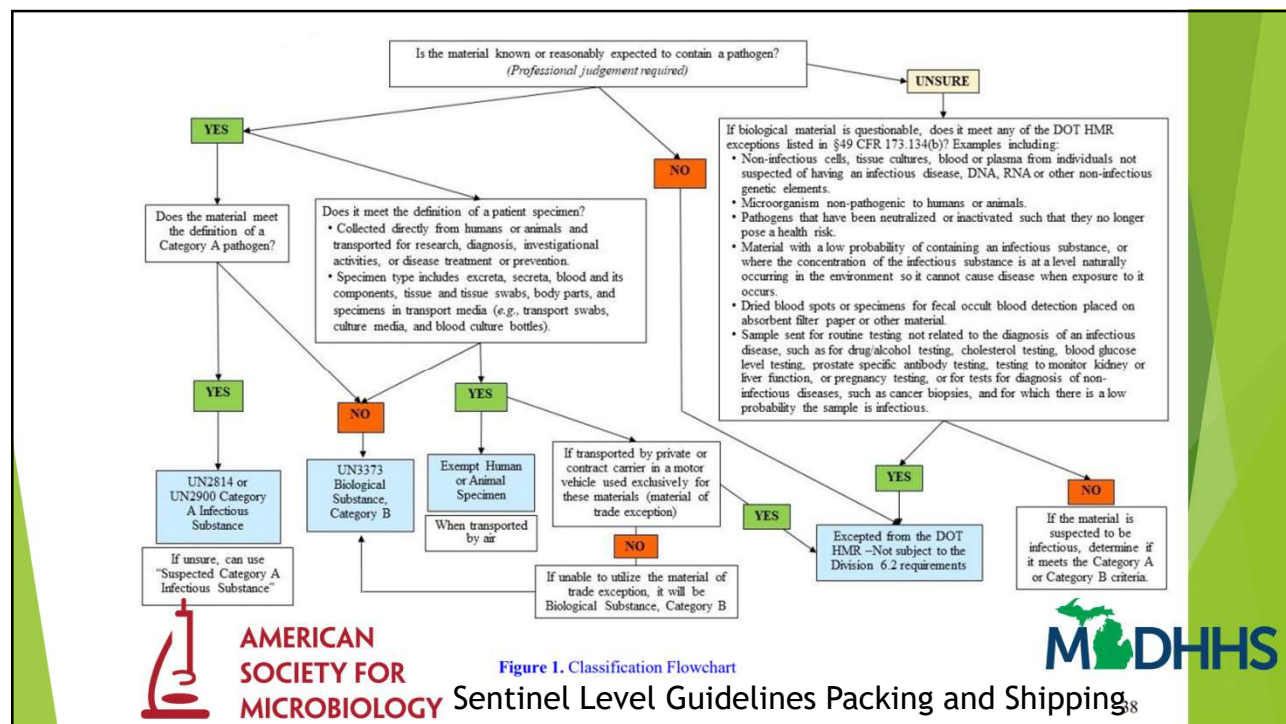 Is the material known or reasonably expected to contain a pathogen?
(Professional judgement required)
UNSURE
YES
NO
If biological material is questionable, does it meet any of the DOT HMR
exceptions listed in §49 CFR 173.134(b)? Examples including:
• Non-infectious cells, tissue cultures, blood or plasma from individuals not
suspected of having an infectious disease, DNA, RNA or other non-infectious
genetic elements.
• Microorganism non-pathogenic to humans or animals.
• Pathogens that have been neutralized or inactivated such that they no longer
pose a health risk.
• Material with a low probability of containing an infectious substance, or
where the concentration of the infectious substance is at a level naturally
occurring in the environment so it cannot cause disease when exposure to it
occurs.
• Dried blood spots or specimens for fecal occult blood detection placed on
absorbent filter paper or other material.
• Sample sent for routine testing not related to the diagnosis of an infectious
disease, such as for drug/alcohol testing, cholesterol testing, blood glucose
level testing, prostate specific antibody testing, testing to monitor kidney or
liver function, or pregnancy testing, or for tests for diagnosis of non-
infectious diseases, such as cancer biopsies, and for which there is a low
probability the sample is infectious.
Does the material meet
the definition of a
Category A pathogen?
Does it meet the definition of a patient specimen?
• Collected directly from humans or animals and
transported for research, diagnosis, investigational
activities, or disease treatment or prevention.
• Specimen type includes excreta, secreta, blood and its
components, tissue and tissue swabs, body parts, and
specimens in transport media (e.g., transport swabs,
culture media, and blood culture bottles).
YES
NO
YES
YES
NO
UN2814 or
UN2900 Category
A Infectious
Substance
If unsure, can use
"Suspected Category A
Infectious Substance"
UN3373
Biological
Substance,
Category B
Exempt Human
or Animal
Specimen
When transported
by air
If transported by private or
contract carrier in a motor
vehicle used exclusively for
these materials (material of
trade exception)
YES
NO
If unable to utilize the material of
trade exception, it will be
Biological Substance, Category B
Excepted from the DOT
HMR –Not subject to the
Division 6.2 requirements
If the material is
suspected to be
infectious, determine if
it meets the Category A
or Category B criteria.
AMERICAN
SOCIETY FOR
MICROBIOLOGY
Figure 1. Classification Flowchart
MDHHS
Sentinel Level Guidelines Packing and Shipping
38